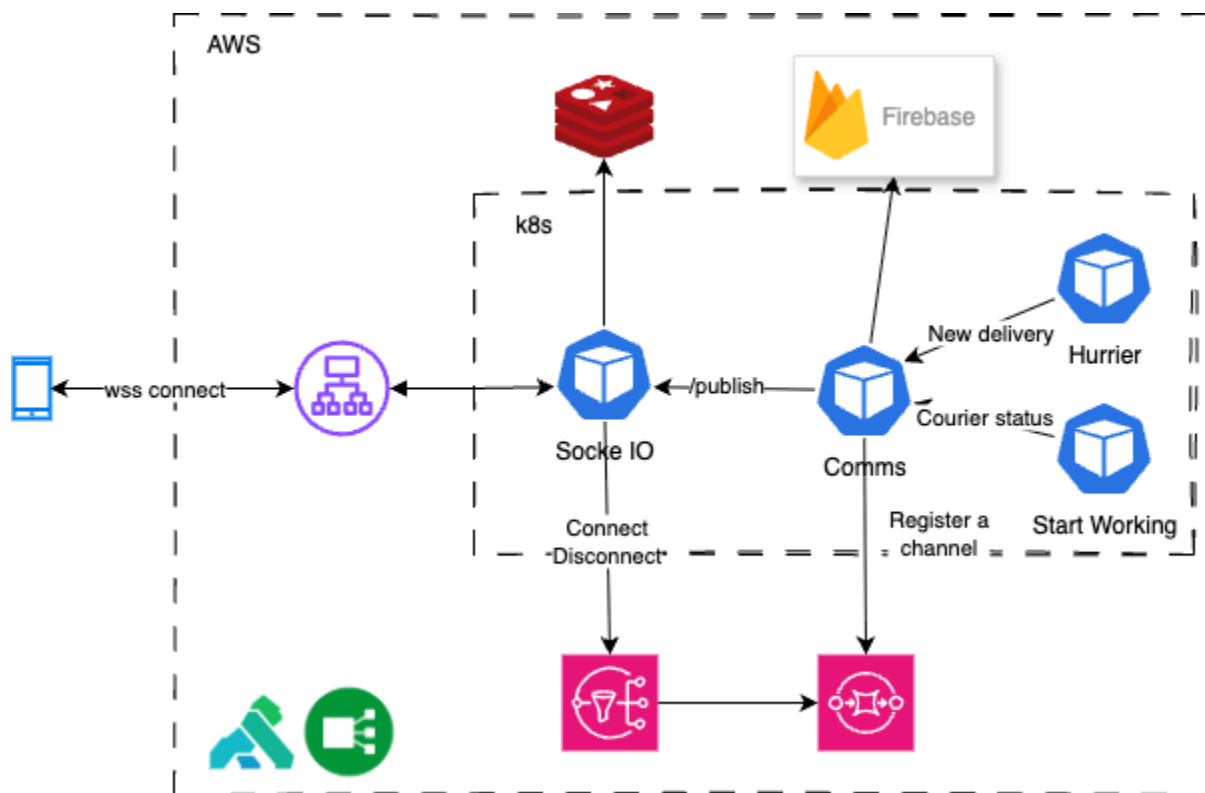 AWS
Firebase
k8s
New delivery
Hurrier
wss connect
/publish
Courier status
Socke IO
Comms
Start Working
Connect
Disconnect
Register a
channel